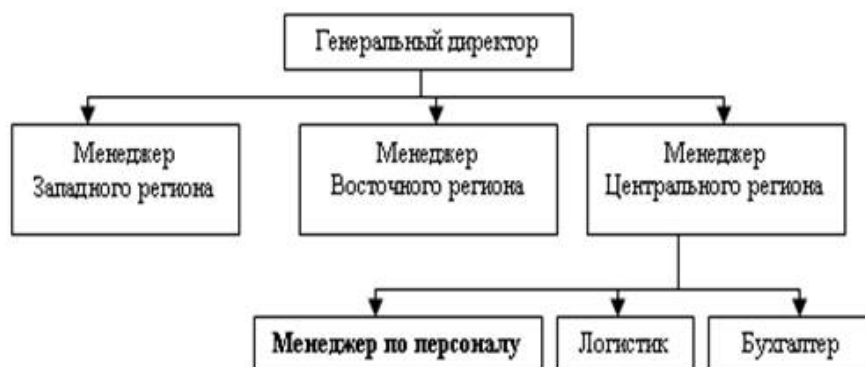 Генеральный директор
Менеджер
Западного региона
Менеджер
Восточного региона
Менеджер
Центрального региона
Менеджер по персоналу
Логистик
Бухгалтер